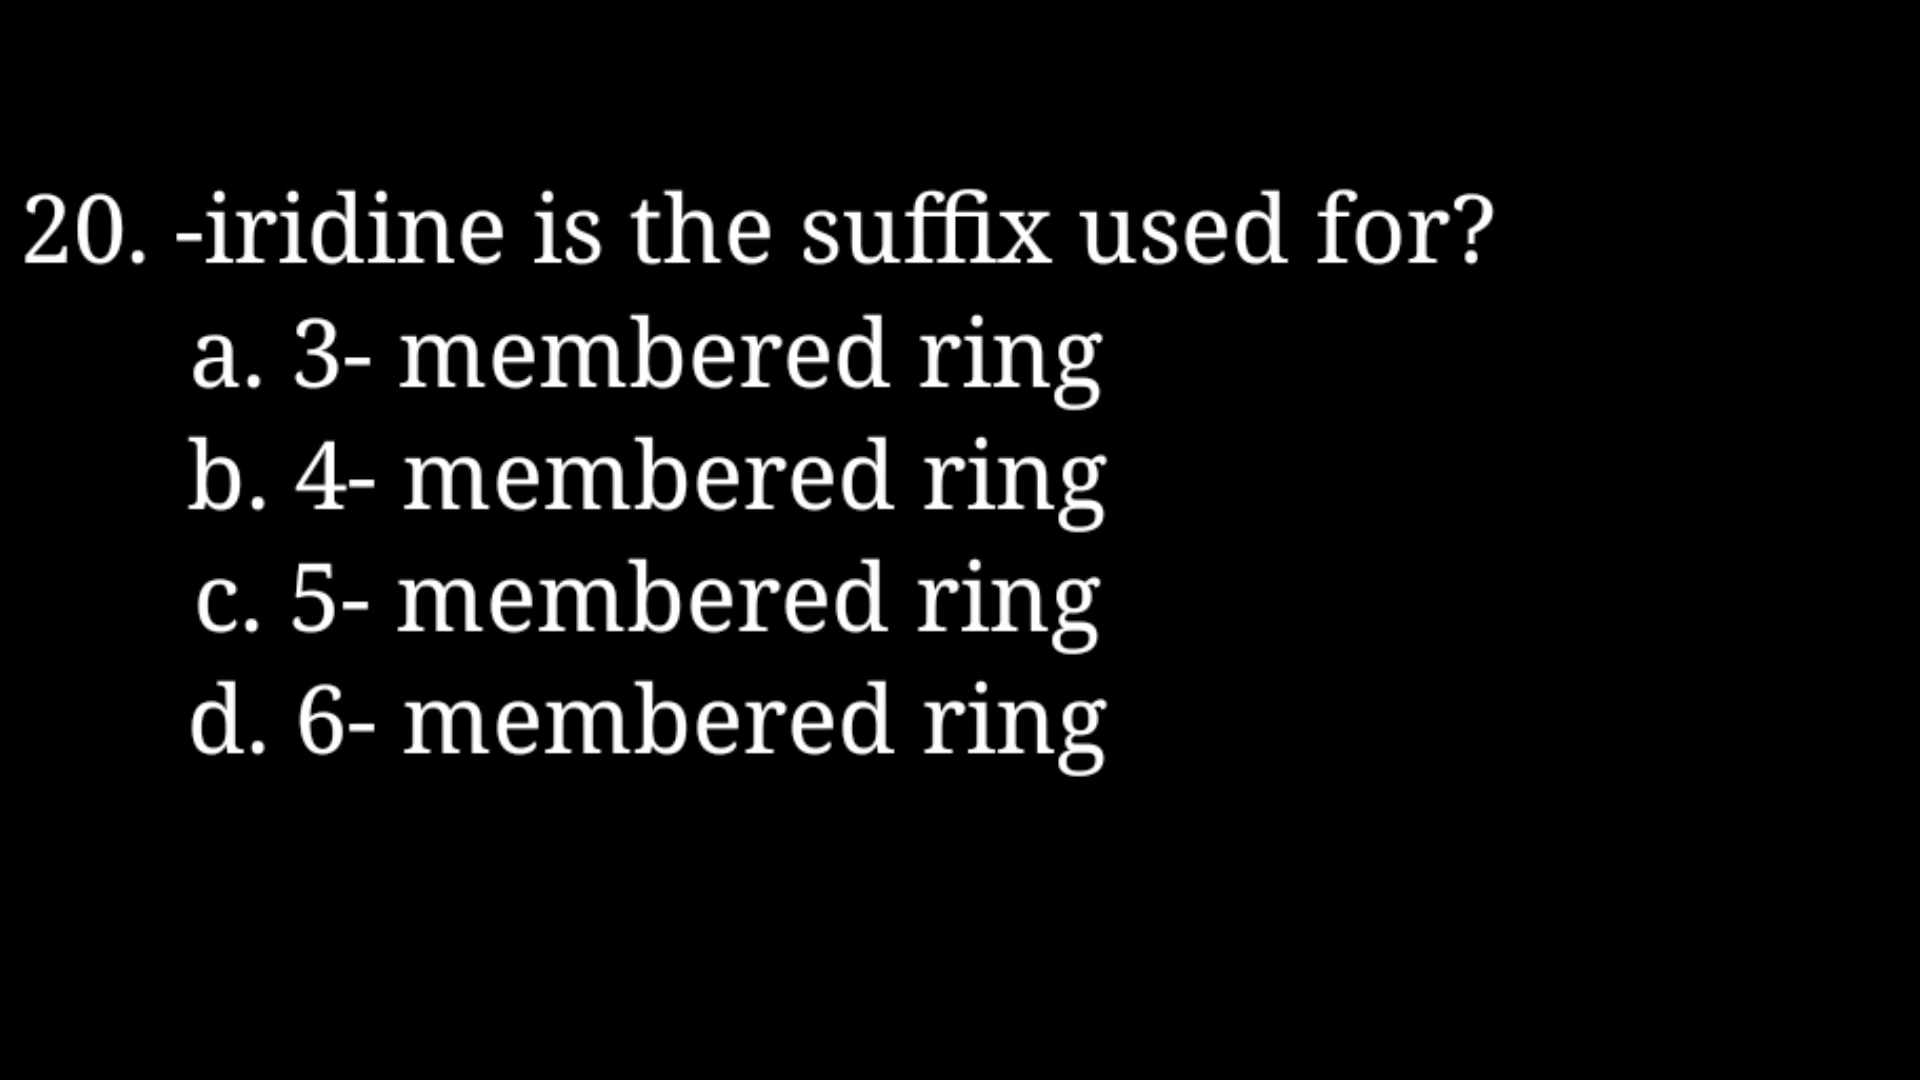 20. -iridine is the suffix used for?
a. 3- membered ring
b. 4- membered ring
c. 5- membered ring
d. 6- membered ring